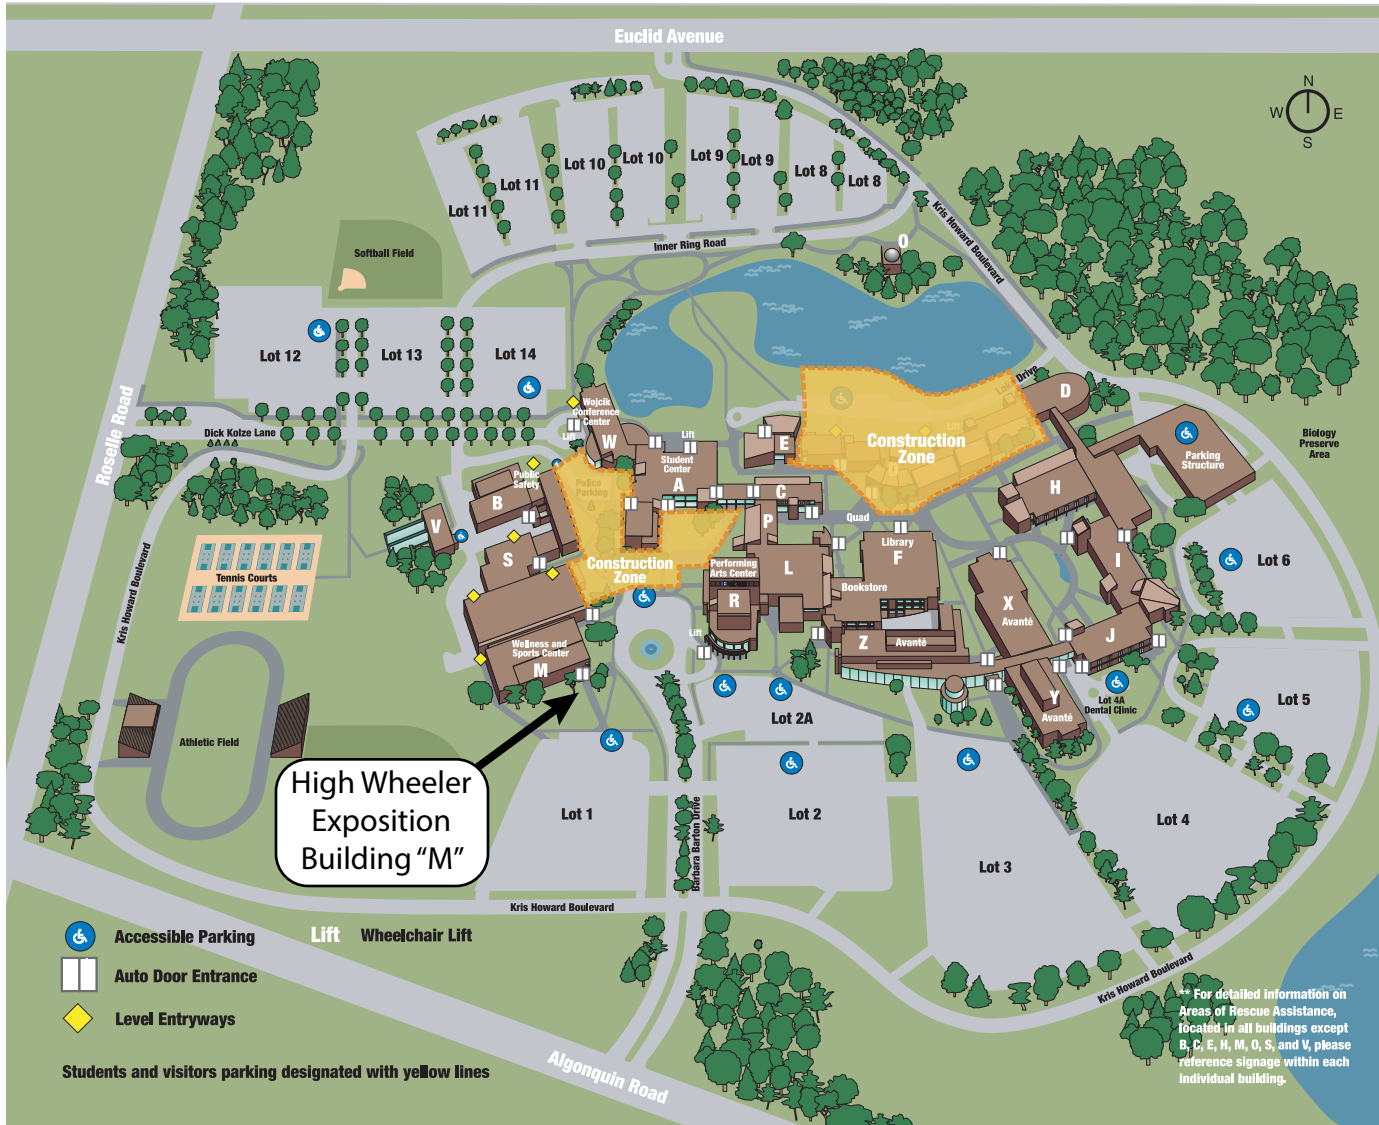 Euclid Avenue
N
W
E
S
Lot 11
Lot 11
Lot 10
Lot 10
Lot 9
Lot 9
Lot 8
Lot 8
Kris Howard Boulevard
Inner Ring Road
O
Softball Field
Lot 12
Lot 13
Lot 14
Roselle Road
Dick Kolze Lane
Wojcik
Conference
Center
Lift
W
Lift
Student
Center
A
E
Construction
Zone
Drive
D
Parking
Structure
Biology
Preserve
Area
Public
Safety
B
Police
Parking
C
H
V
P
Quad
Library
F
S
Construction
Zone
Performing
Arts Center
L
I
Lot 6
Tennis Courts
Kris Howard Boulevard
Bookstore
R
X
Avanté
J
Lift
Z
Avanté
Wellness and
Sports Center
M
Y
Avanté
Lot 4A
Dental Clinic
Lot 5
Athletic Field
Lot 2A
High Wheeler
Exposition
Building “M”
Lot 1
Lot 2
Barbara Barton Drive
Lot 3
Lot 4
Kris Howard Boulevard
Kris Howard Boulevard
Accessible Parking
Lift Wheelchair Lift
Auto Door Entrance
Level Entryways
Students and visitors parking designated with yellow lines
Algonquin Road
** For detailed information on
Areas of Rescue Assistance,
located in all buildings except
B, C, E, H, M, O, S, and V, please
reference signage within each
individual building.